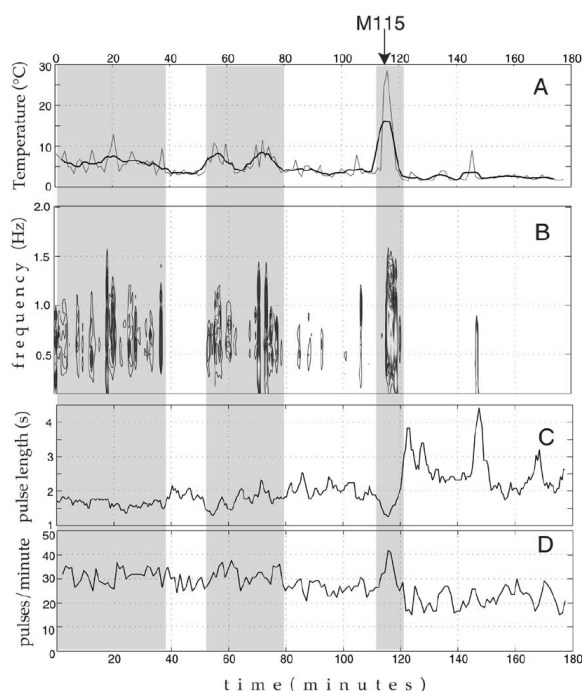 M115
0 20 40 60 80 100 120 140 160 180
Temperature (°C)
30
20
10
0
A
frequency (Hz)
2.0
1.5
1.0
0.5
B
pulse length (s)
4
3
2
1
C
pulses/minute
50
40
30
20
10
0
D
20 40 60 80 100 120 140 160 180
time (minutes)